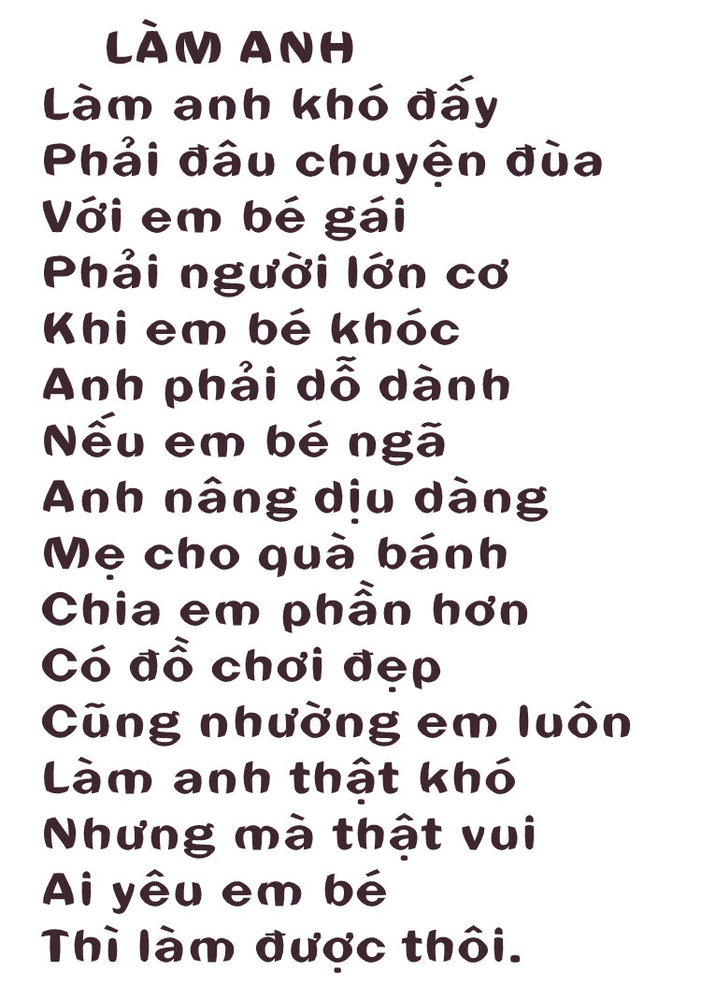 LÀM ANH
Làm anh khó đấy
Phải đâu chuyện đùa
Với em bé gái
Phải người lớn cơ
Khi em bé khóc
Anh phải dỗ dành
Nếu em bé ngã
Anh nâng dịu dàng
Mẹ cho quà bánh
Chia em phần hơn
Có đồ chơi đẹp
Cũng nhường em luôn
Làm anh thật khó
Nhưng mà thật vui
Ai yêu em bé
Thì làm được thôi.